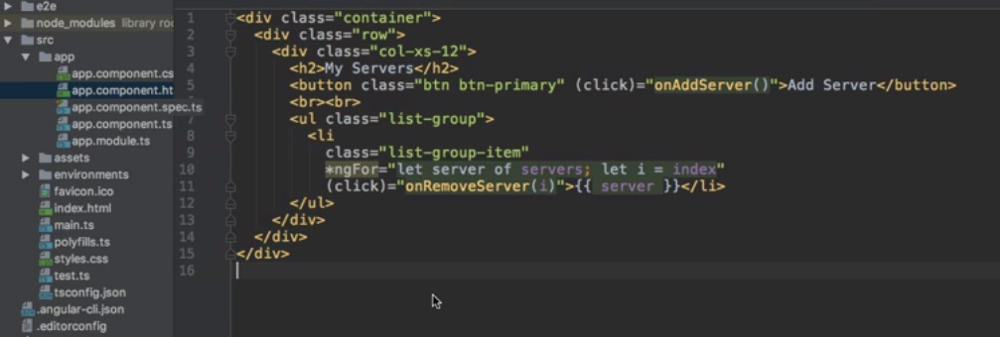 e2e
node_modules library roo
src
app
app.component.cs
app.component.ht
app.component.spec.ts
app.component.ts
app.module.ts
assets
environments
favicon.ico
index.html
main.ts
polyfills.ts
styles.css
test.ts
tsconfig.json
.angular-cli.json
.editorconfig
1 <div class="container">
2 <div class="row">
3 <div class="col-xs-12">
4 <h2>My Servers</h2>
5 <button class="btn btn-primary" (click)="onAddServer()">Add Server</button>
6 <br><br>
7 <ul class="list-group">
8 <li
9 class="list-group-item"
10 *ngFor="let server of servers; let i = index"
11 (click)="onRemoveServer(i)">{{ server }}</li>
12 </ul>
13 </div>
14 </div>
15 </div>
16